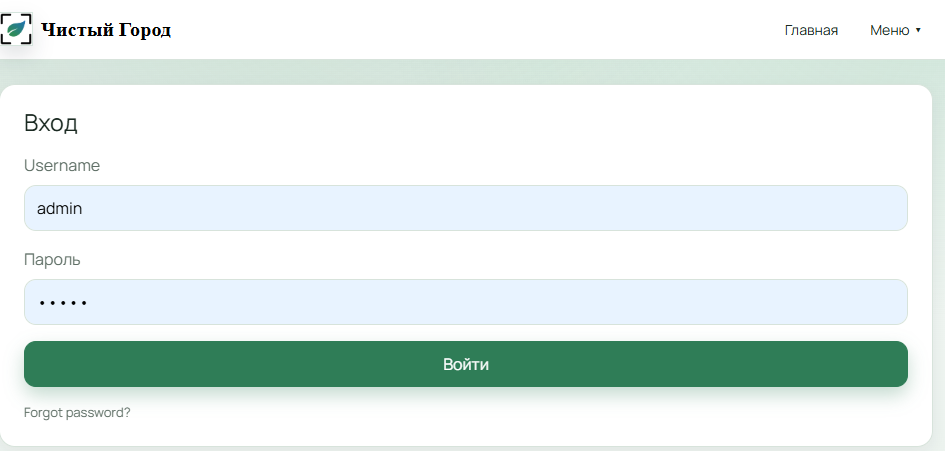 Чистый Город
Главная
Меню ▾
Вход
Username
admin
Пароль
•••••
Войти
Forgot password?